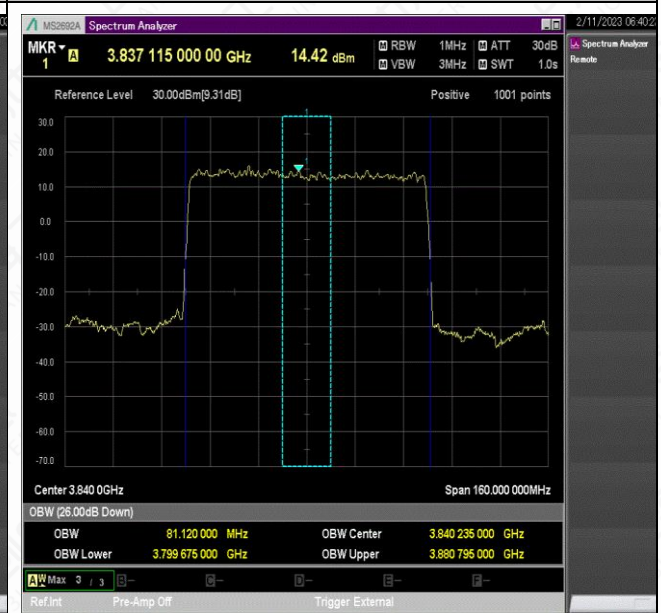 MS2692A Spectrum Analyzer
2/11/2023 06:40:2
MKR 1 A 3.837 115 000 00 GHz 14.42 dBm RBW 1MHz ATT 30dB
VBW 3MHz SWT 1.0s
Spectrum Analyzer
Remote
Reference Level 30.00dBm[9.31dB] Positive 1001 points
30.0
20.0
10.0
0.0
-10.0
-20.0
-30.0
-40.0
-50.0
-60.0
-70.0
1
Center 3.840 0GHz Span 160.000 000MHz
OBW (26.00dB Down)
OBW 81.120 000 MHz OBW Center 3.840 235 000 GHz
OBW Lower 3.799 675 000 GHz OBW Upper 3.880 795 000 GHz
A Max 3 / 3 B- C- D- E- F-
Ref.Int Pre-Amp Off Trigger External